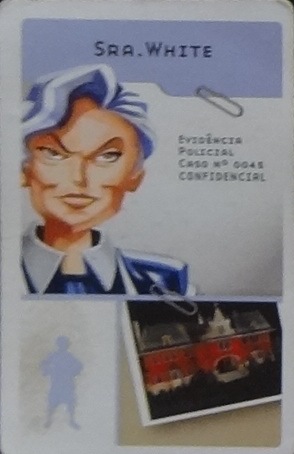 SRA. WHITE
EVIDÊNCIA
POLICIAL
CASO Nº 0045
CONFIDENCIAL